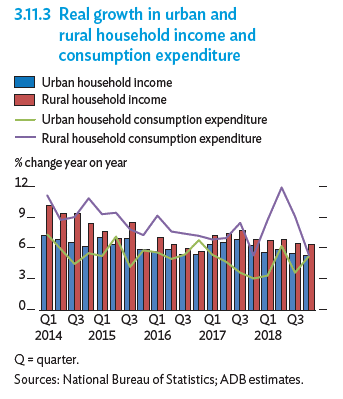 3.11.3 Real growth in urban and
rural household income and
consumption expenditure
Urban household income
Rural household income
Urban household consumption expenditure
Rural household consumption expenditure
% change year on year
12
9
6
3
0
Q1 Q3 Q1 Q3 Q1 Q3 Q1 Q3 Q1 Q3
2014 2015 2016 2017 2018
Q = quarter.
Sources: National Bureau of Statistics; ADB estimates.